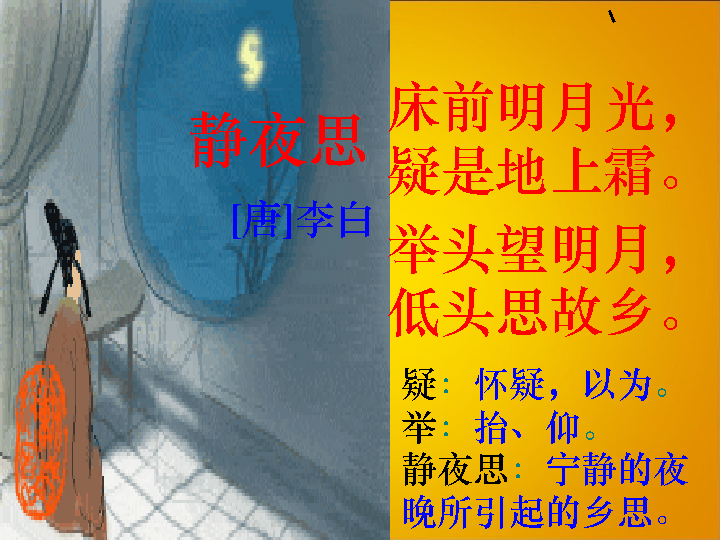 静夜思
[唐]李白
床前明月光，
疑是地上霜。
举头望明月，
低头思故乡。
疑：怀疑，以为。
举：抬、仰。
静夜思：宁静的夜
晚所引起的乡思。